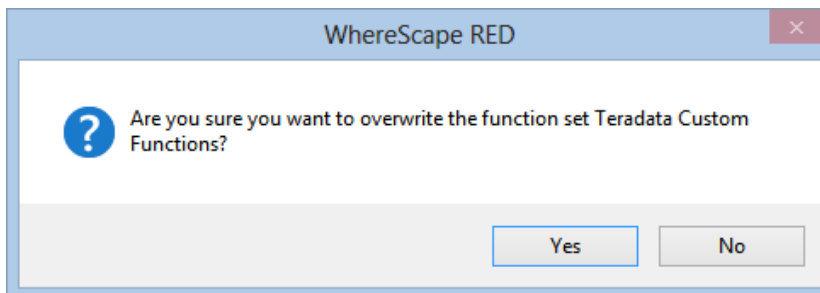 WhereScape RED
Are you sure you want to overwrite the function set Teradata Custom
Functions?
Yes
No